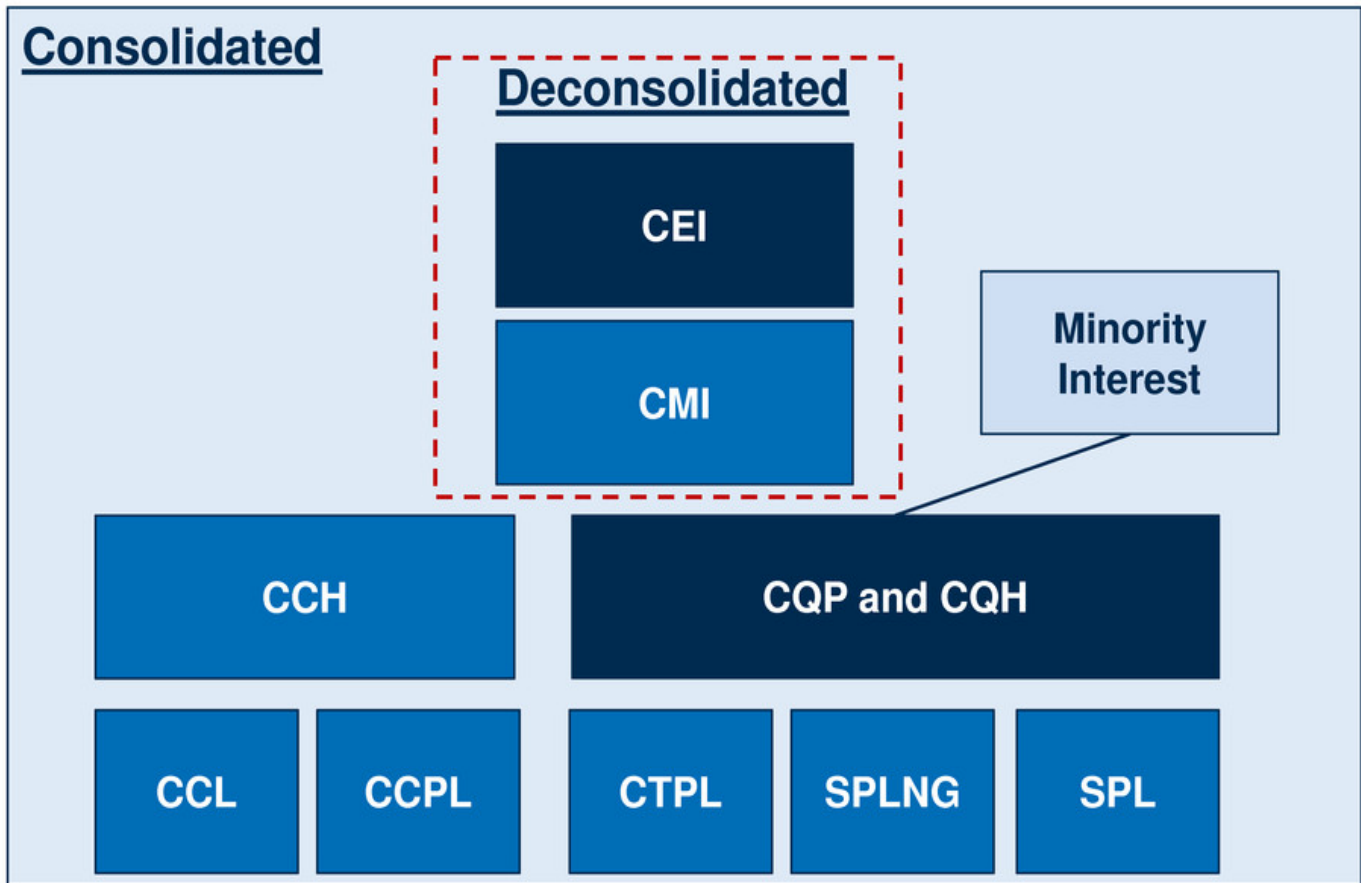 Consolidated
Deconsolidated
CEI
Minority
Interest
CMI
CCH
CQP and CQH
CCL
CCPL
CTPL
SPLNG
SPL